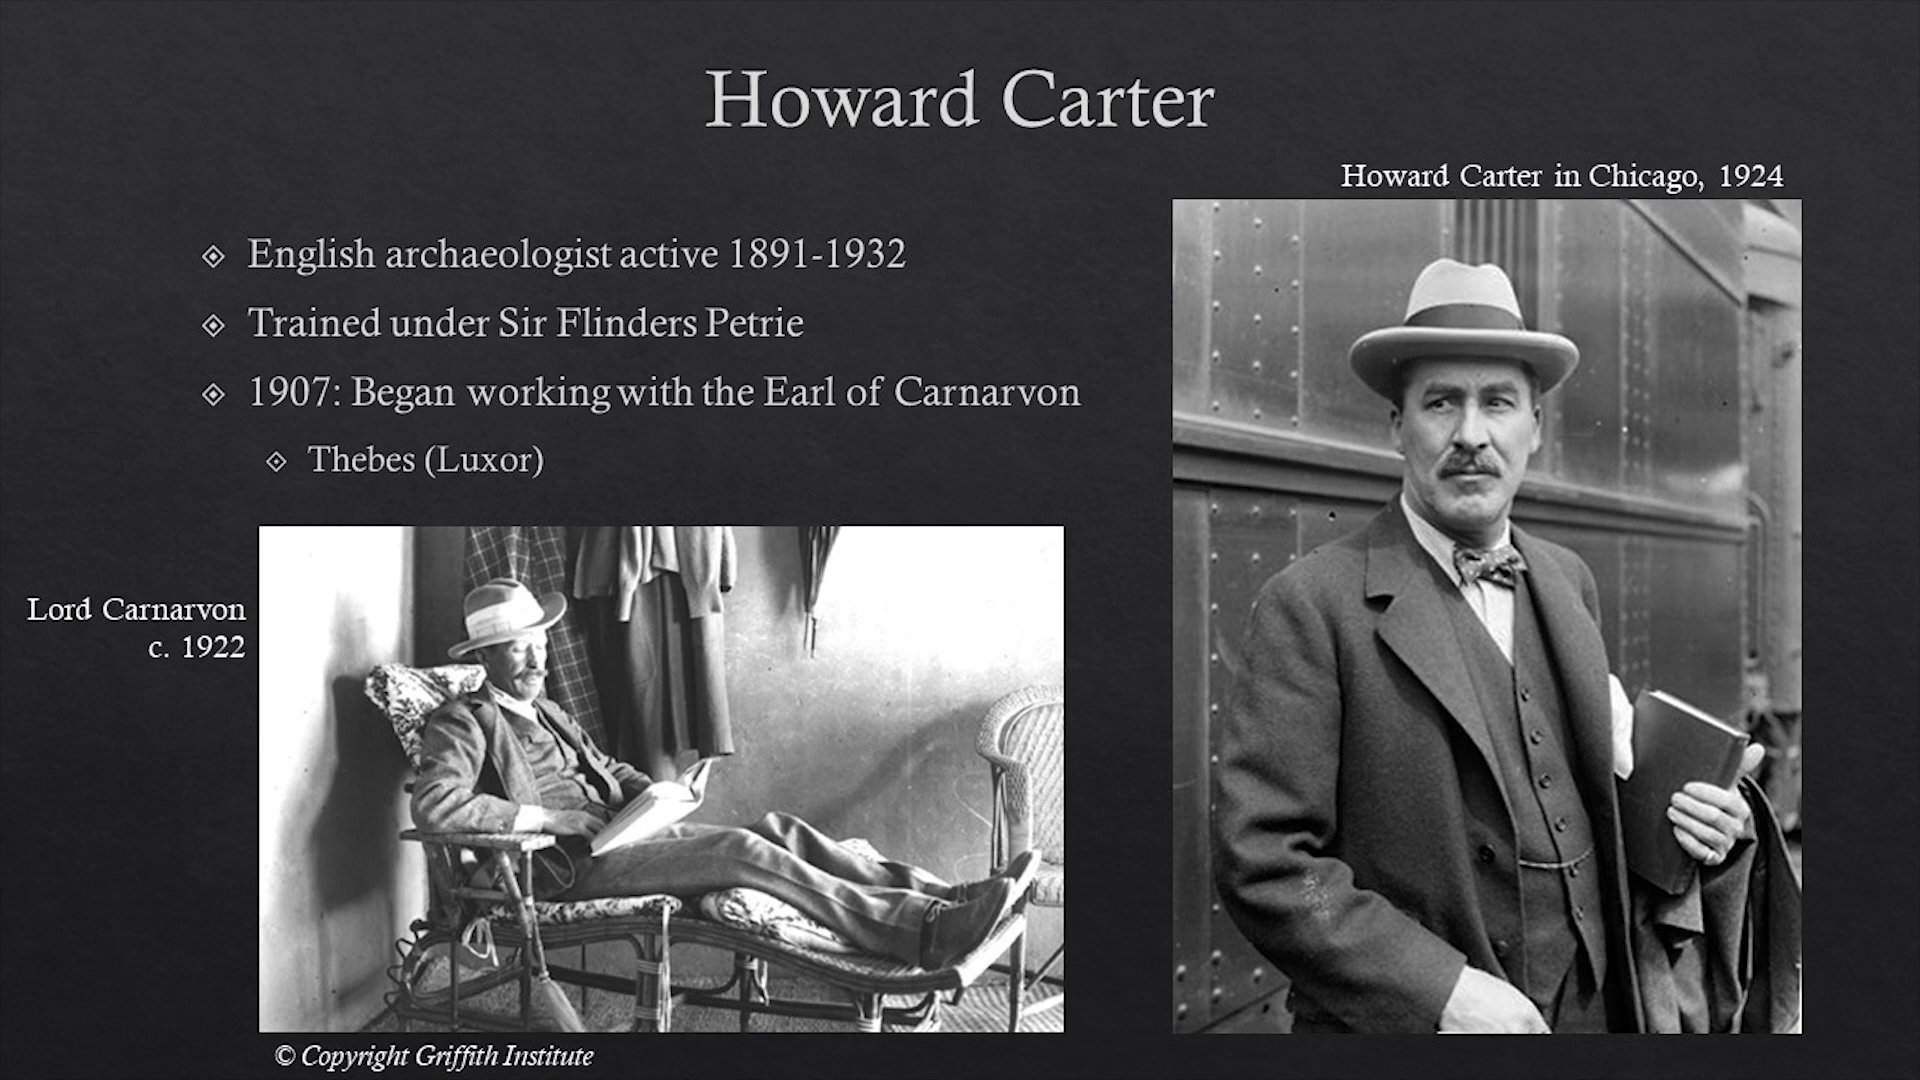 Howard Carter
Howard Carter in Chicago, 1924
English archaeologist active 1891-1932
Trained under Sir Flinders Petrie
1907: Began working with the Earl of Carnarvon
Thebes (Luxor)
Lord Carnarvon
c. 1922
© Copyright Griffith Institute